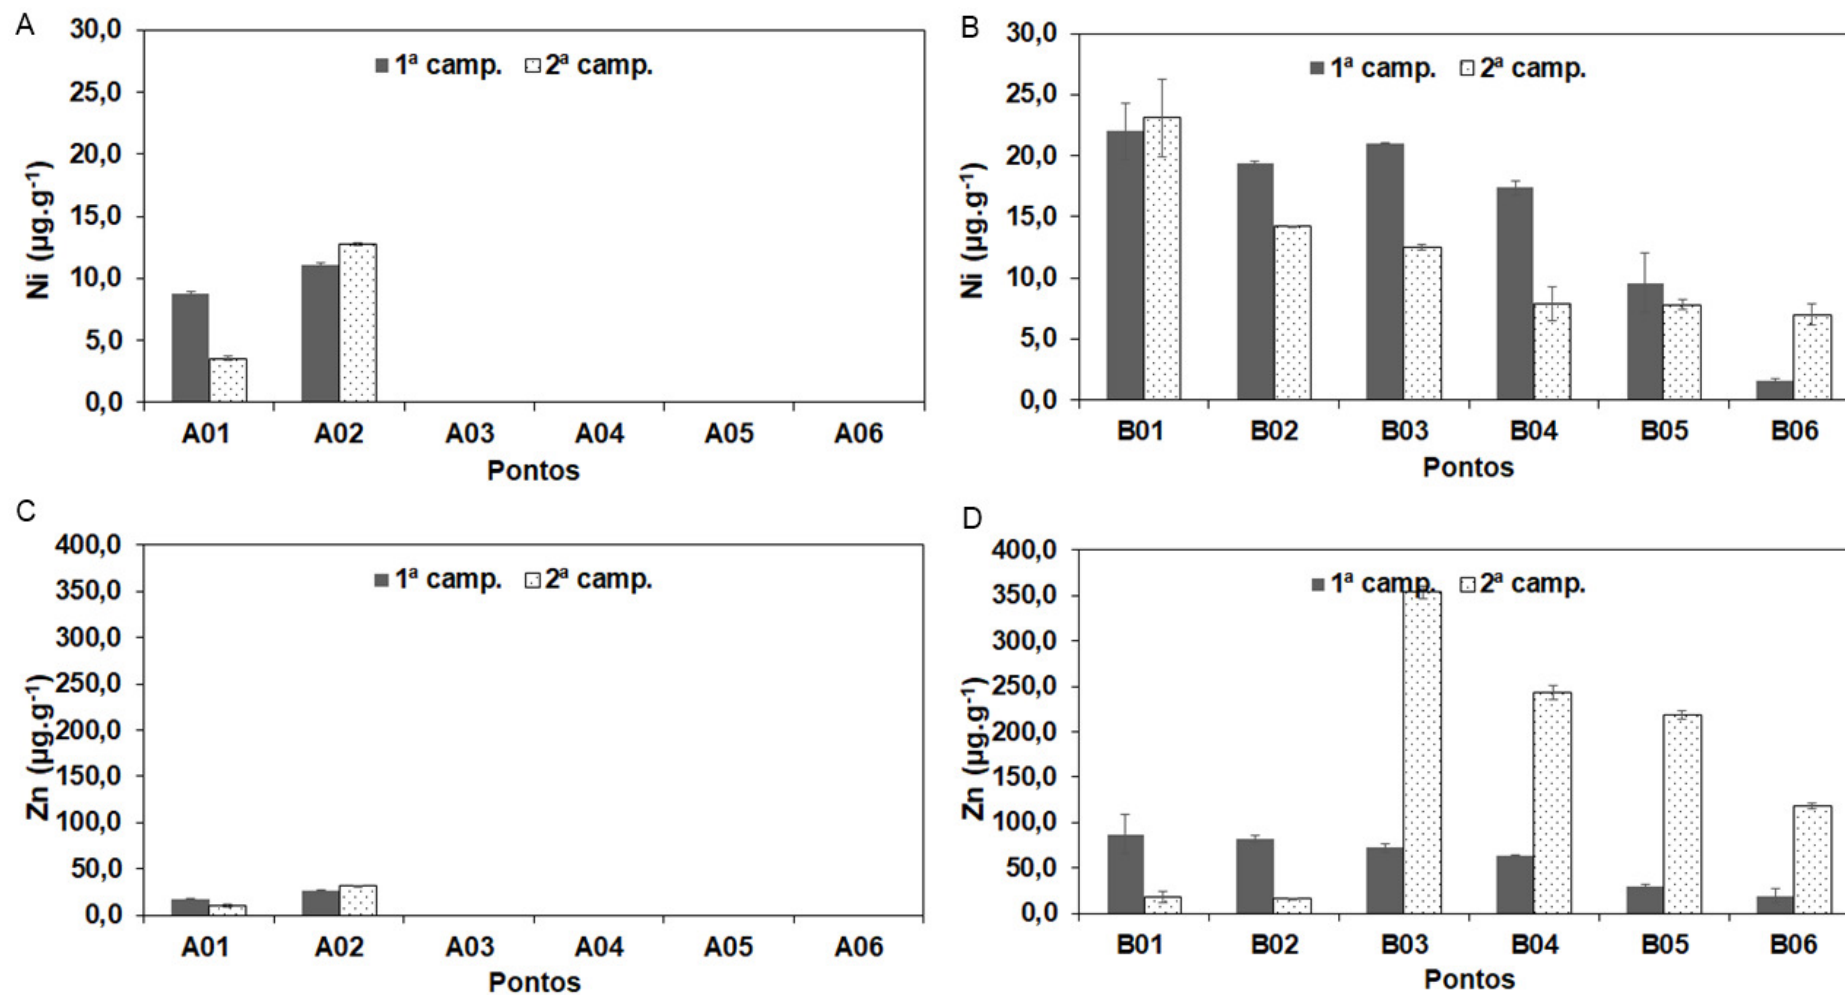 A
30,0
25,0
20,0
15,0
10,0
5,0
0,0
Ni (µg.g⁻¹)
1ª camp. 2ª camp.
A01 A02 A03 A04 A05 A06
Pontos
B
30,0
25,0
20,0
15,0
10,0
5,0
0,0
Ni (µg.g⁻¹)
1ª camp. 2ª camp.
B01 B02 B03 B04 B05 B06
Pontos
C
400,0
350,0
300,0
250,0
200,0
150,0
100,0
50,0
0,0
Zn (µg.g⁻¹)
1ª camp. 2ª camp.
A01 A02 A03 A04 A05 A06
Pontos
D
400,0
350,0
300,0
250,0
200,0
150,0
100,0
50,0
0,0
Zn (µg.g⁻¹)
1ª camp. 2ª camp.
B01 B02 B03 B04 B05 B06
Pontos